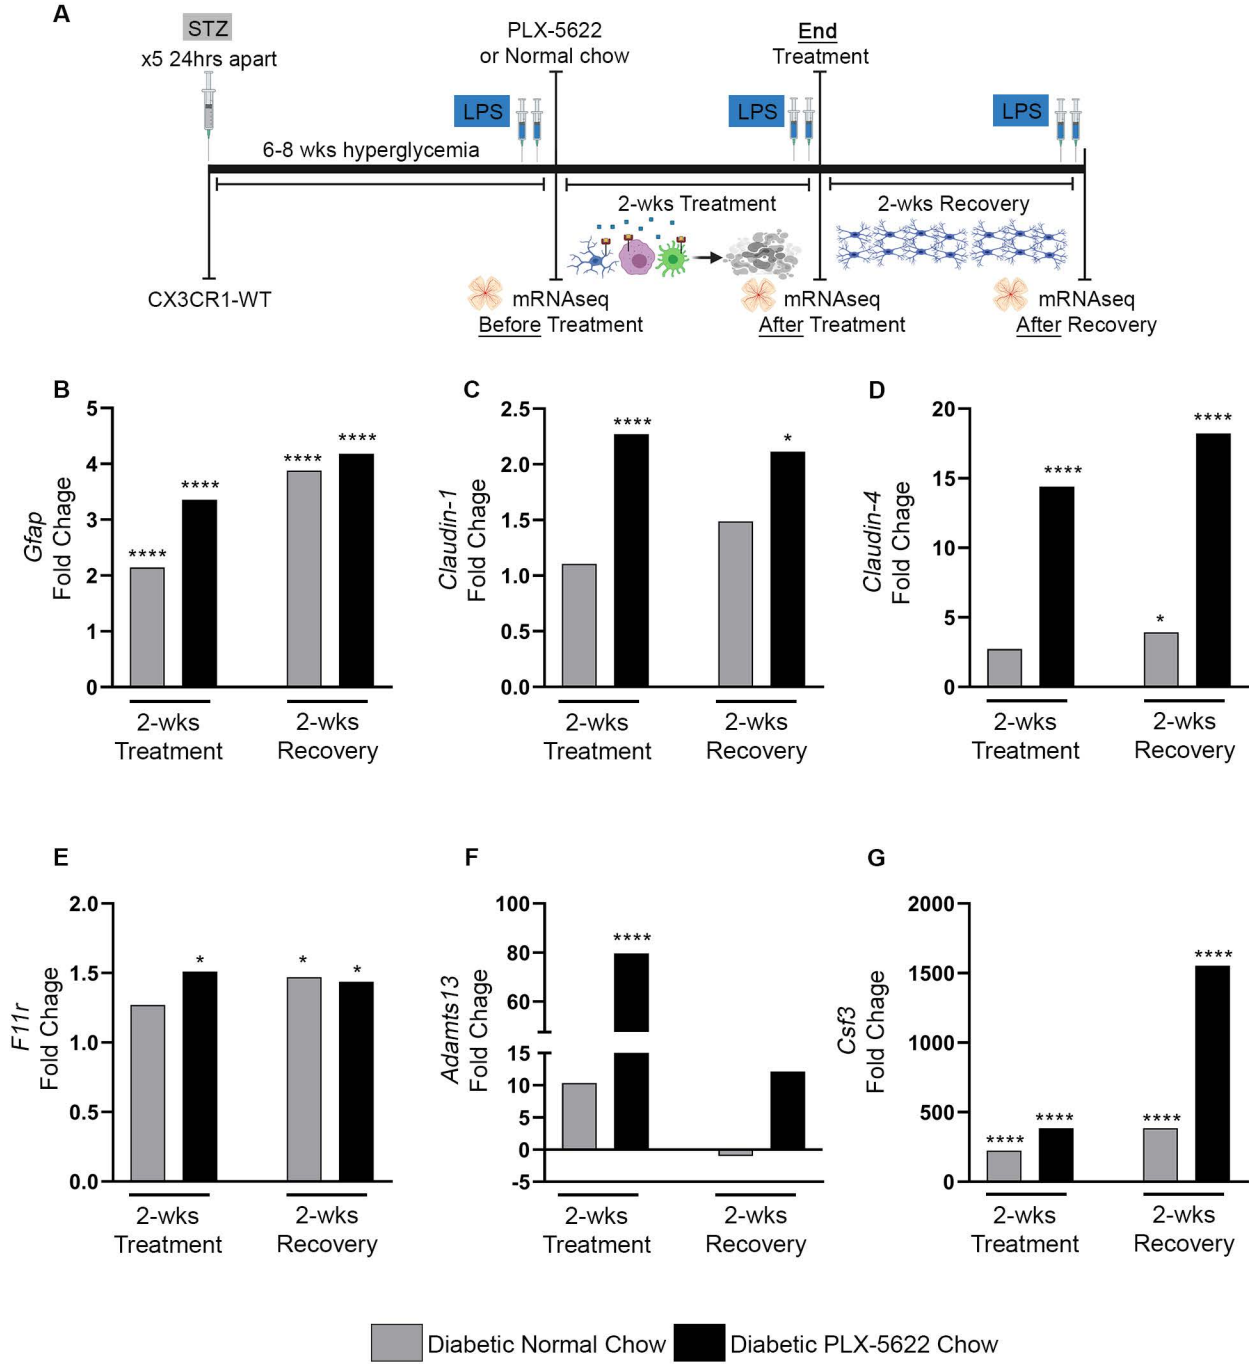 A
STZ
x5 24hrs apart
PLX-5622
or Normal chow
End
Treatment
LPS
LPS
LPS
6-8 wks hyperglycemia
2-wks Treatment
2-wks Recovery
CX3CR1-WT
mRNAseq
Before Treatment
mRNAseq
After Treatment
mRNAseq
After Recovery
B
Gfap
Fold Chage
5
4
3
2
1
0
****
****
****
****
2-wks
Treatment
2-wks
Recovery
C
Claudin-1
Fold Chage
2.5
2.0
1.5
1.0
0.5
0.0
****
*
2-wks
Treatment
2-wks
Recovery
D
Claudin-4
Fold Chage
20
15
10
5
0
****
*
****
2-wks
Treatment
2-wks
Recovery
E
F11r
Fold Chage
2.0
1.5
1.0
0.5
0.0
*
*
*
2-wks
Treatment
2-wks
Recovery
F
Adamts13
Fold Chage
100
80
60
15
10
5
0
-5
****
2-wks
Treatment
2-wks
Recovery
G
Csf3
Fold Chage
2000
1500
1000
500
0
****
****
****
****
2-wks
Treatment
2-wks
Recovery
Diabetic Normal Chow
Diabetic PLX-5622 Chow